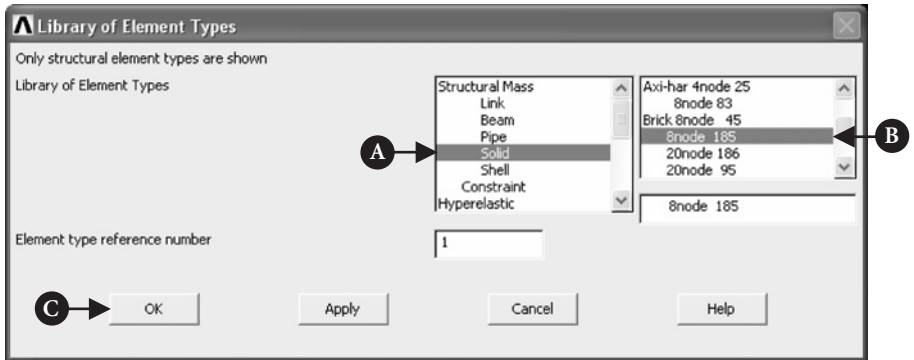 Library of Element Types
Only structural element types are shown
Library of Element Types
Structural Mass
Link
Beam
Pipe
Solid
Shell
Constraint
Hyperelastic
Axi-har 4node 25
8node 83
Brick 8node 45
8node 185
20node 186
20node 95
8node 185
A
B
Element type reference number
1
C
OK
Apply
Cancel
Help